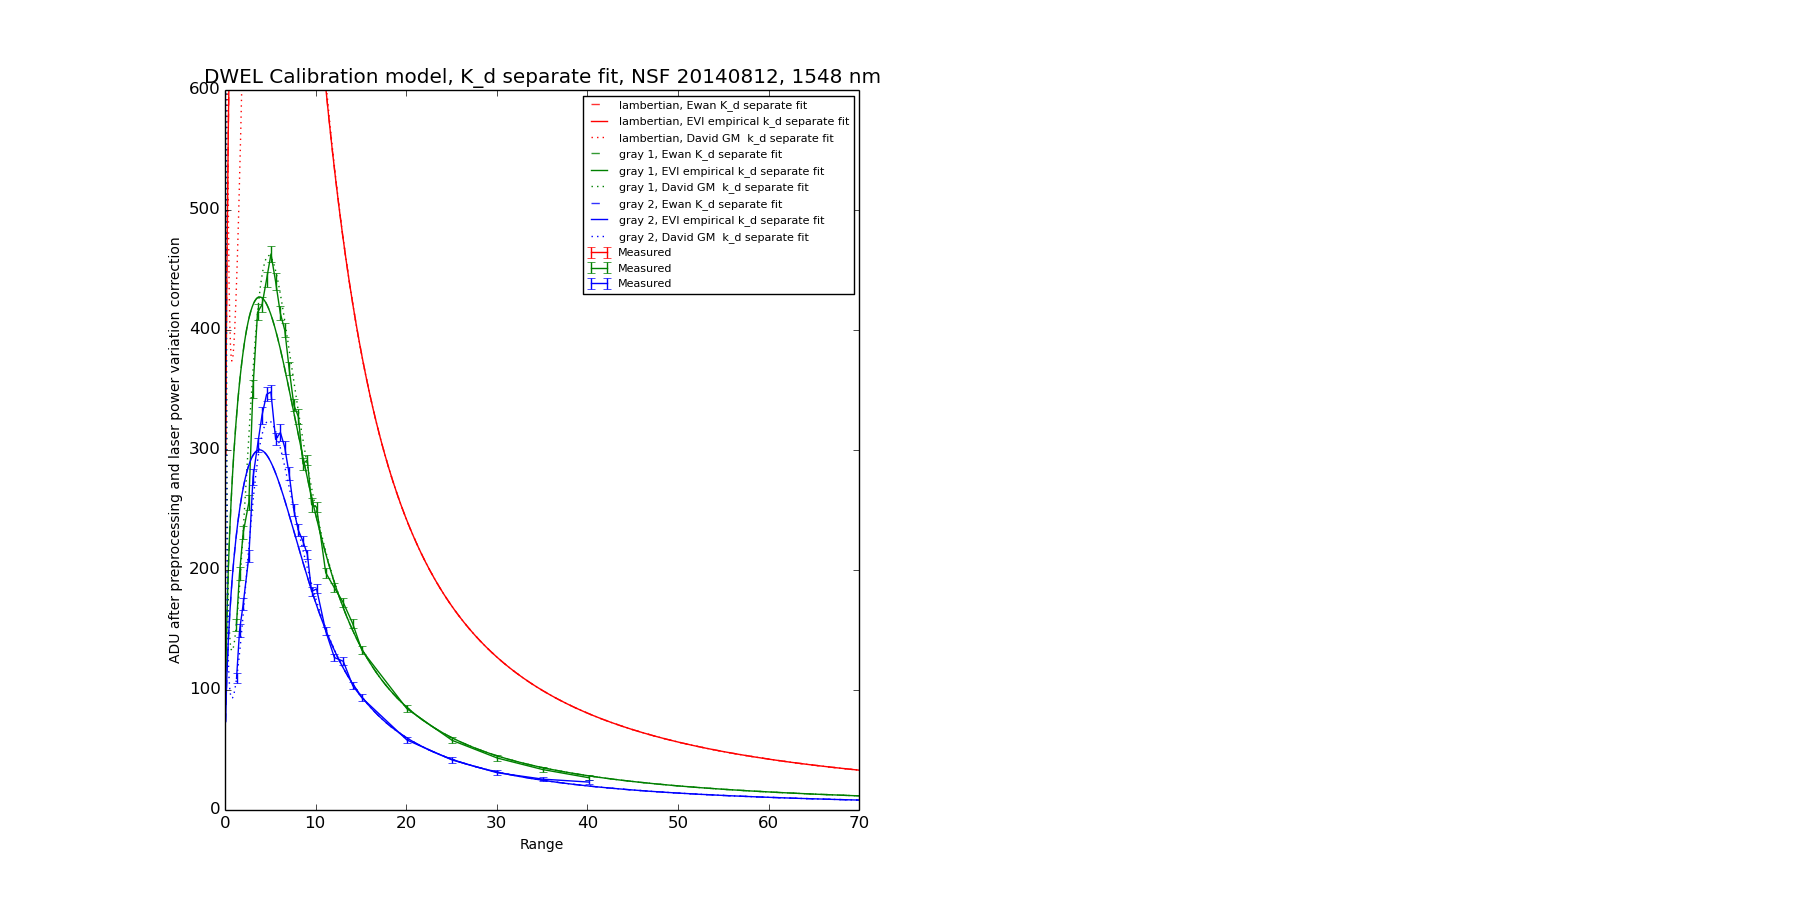 DWEL Calibration model, K_d separate fit, NSF 20140812, 1548 nm
600
500
400
300
200
100
0
ADU after preprocessing and laser power variation correction
lambertian, Ewan K_d separate fit
lambertian, EVI empirical k_d separate fit
lambertian, David GM  k_d separate fit
gray 1, Ewan K_d separate fit
gray 1, EVI empirical k_d separate fit
gray 1, David GM  k_d separate fit
gray 2, Ewan K_d separate fit
gray 2, EVI empirical k_d separate fit
gray 2, David GM  k_d separate fit
Measured
Measured
Measured
0 10 20 30 40 50 60 70
Range